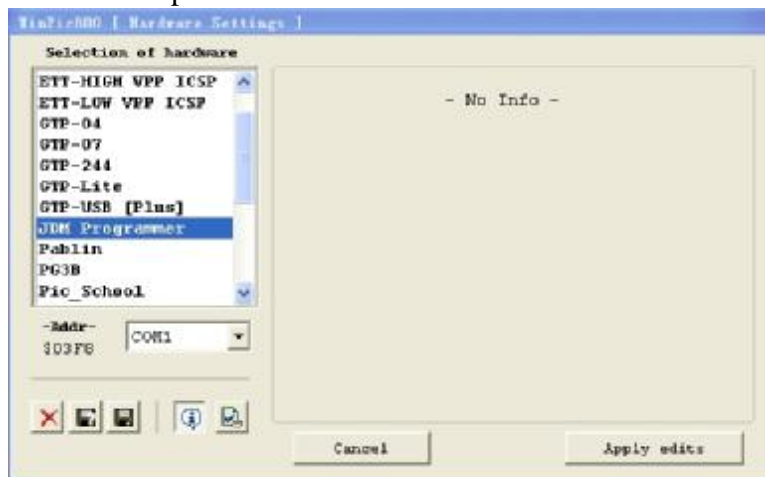 WinPic800 [ Hardware Settings ]
Selection of hardware
ETT-HIGH VPP ICSP
ETT-LOW VPP ICSP
GTP-04
GTP-07
GTP-244
GTP-Lite
GTP-USB [Plus]
JDM Programmer
Pablin
PG3B
Pic_School
- No Info -
-Addr-
$03F8
COM1
Cancel
Apply edits